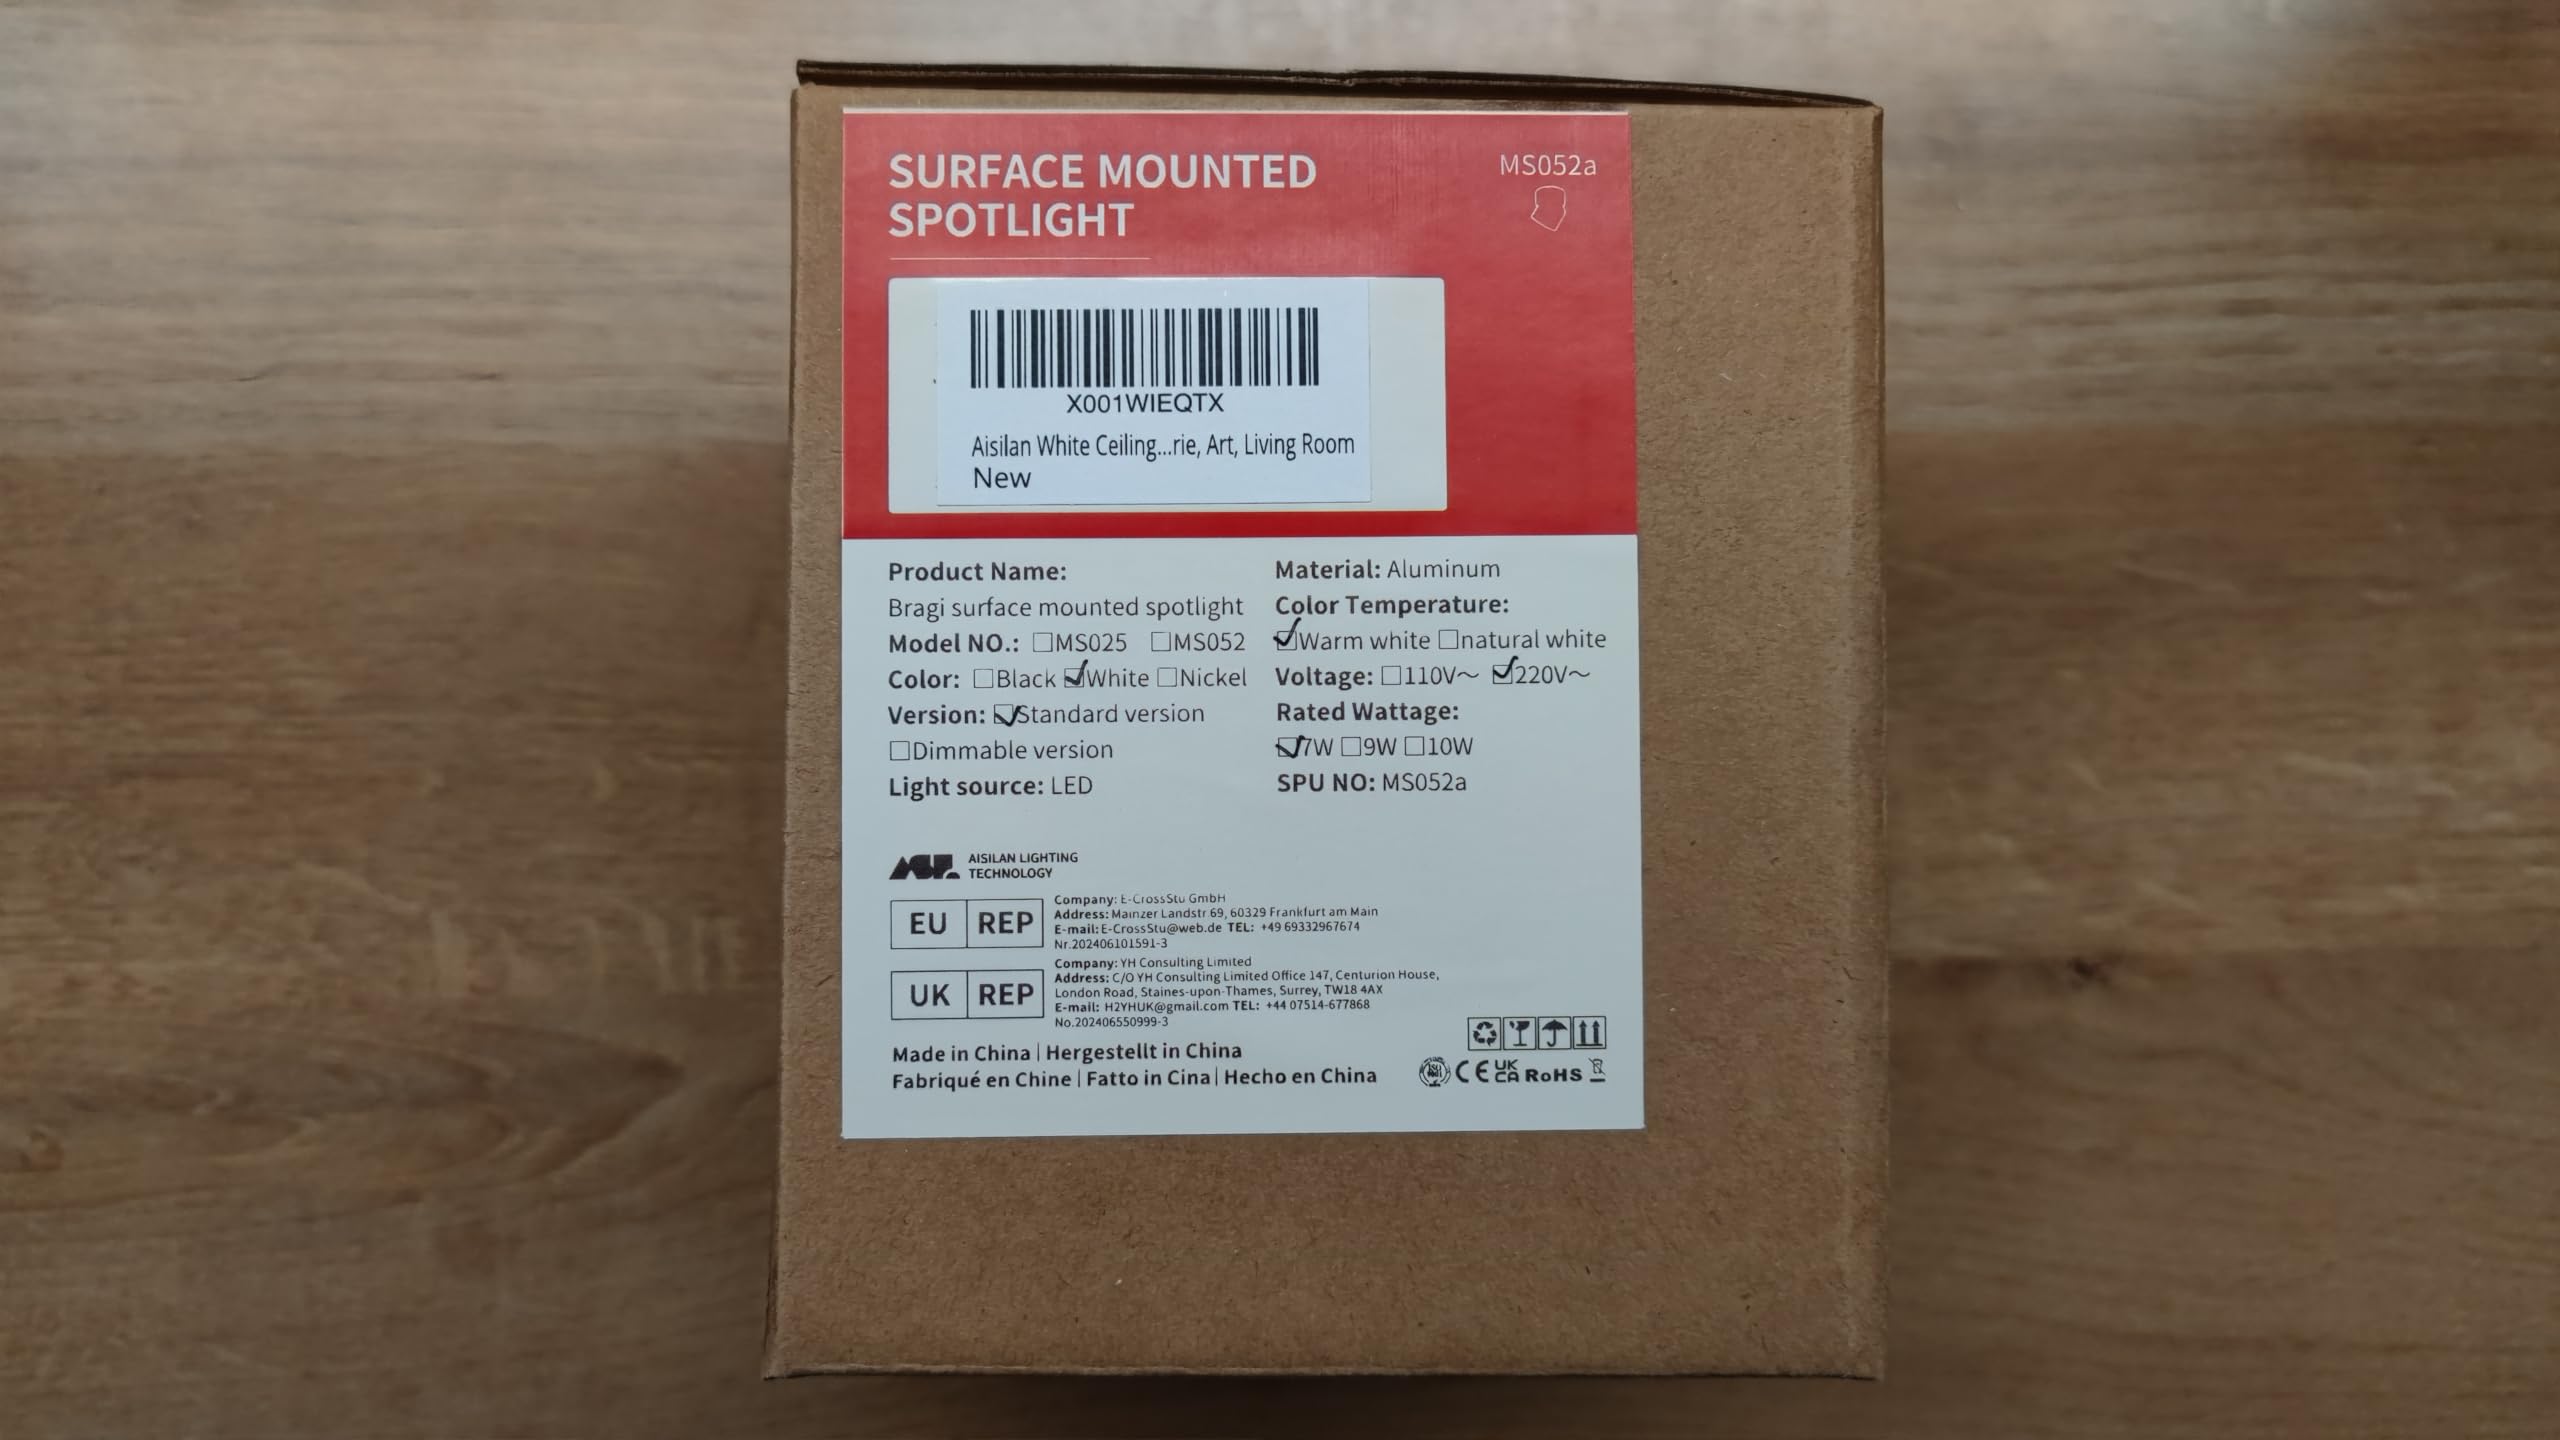 SURFACE MOUNTED
SPOTLIGHT
MS052a
X001WIEQTX
Aisilan White Ceiling...rie, Art, Living Room
New
Product Name:
Bragi surface mounted spotlight
Model NO.: ☐MS025 ☐MS052
Color: ☐Black ☑White ☐Nickel
Version: ☑Standard version
☐Dimmable version
Light source: LED
Material: Aluminum
Color Temperature:
☑Warm white ☐natural white
Voltage: ☐110V~ ☑220V~
Rated Wattage:
☑7W ☐9W ☐10W
SPU NO: MS052a
AISILAN LIGHTING
TECHNOLOGY
EU REP
Company: E-CrossStu GmbH
Address: Mainzer Landstr 69, 60329 Frankfurt am Main
E-mail: E-CrossStu@web.de TEL: +49 69332967674
Nr.202406101591-3
UK REP
Company: YH Consulting Limited
Address: C/O YH Consulting Limited Office 147, Centurion House,
London Road, Staines-upon-Thames, Surrey, TW18 4AX
E-mail: H2YHUK@gmail.com TEL: +44 07514-677868
No.202406550999-3
Made in China | Hergestellt in China
Fabriqué en Chine | Fatto in Cina | Hecho en China
CE UK CA RoHS